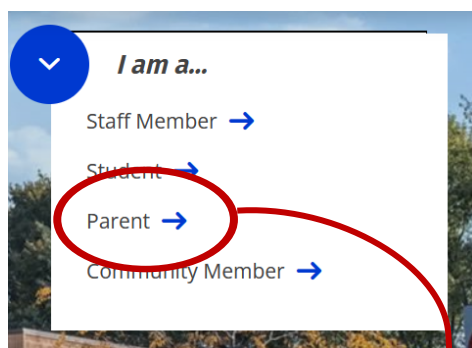 I am a...
Staff Member
Student
Parent
Community Member